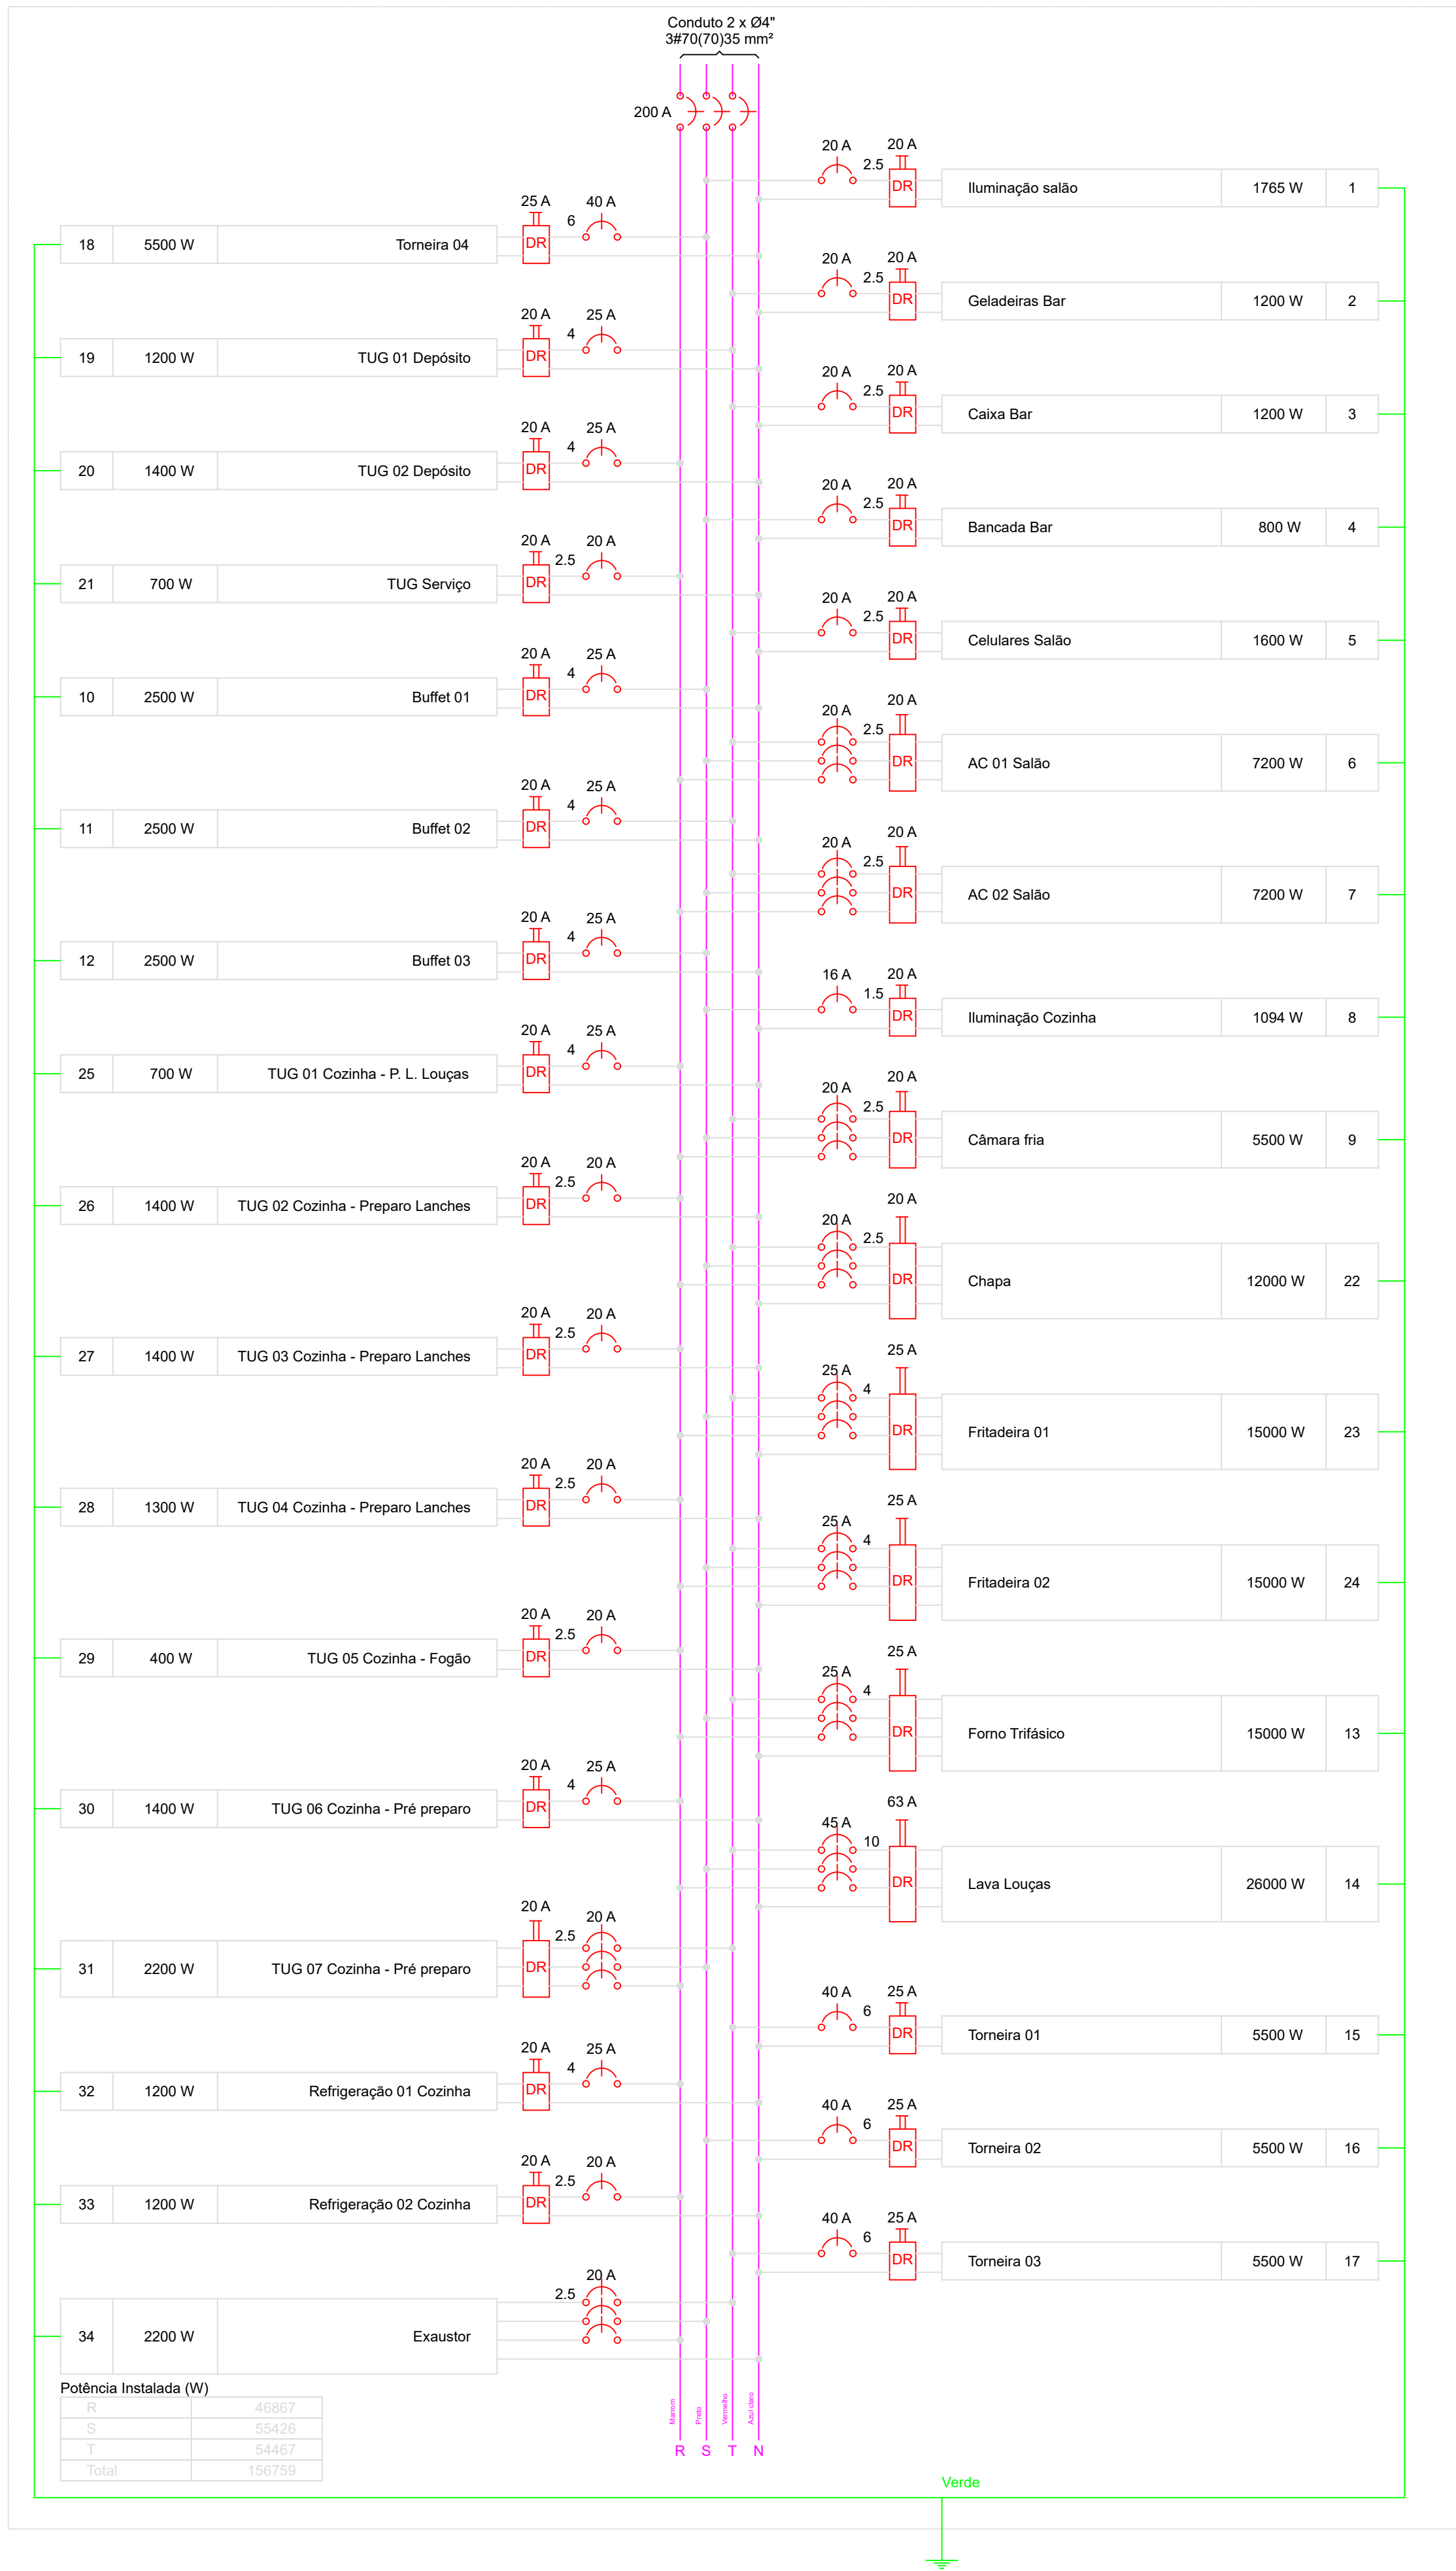 Conduto 2 x Ø4"
3#70(70)35 mm²
200 A
20 A 2.5 20 A
DR Iluminação salão 1765 W 1
25 A 6 40 A
18 5500 W Torneira 04 DR
20 A 2.5 20 A
DR Geladeiras Bar 1200 W 2
20 A 4 25 A
19 1200 W TUG 01 Depósito DR
20 A 2.5 20 A
DR Caixa Bar 1200 W 3
20 A 4 25 A
20 1400 W TUG 02 Depósito DR
20 A 2.5 20 A
DR Bancada Bar 800 W 4
20 A 2.5 20 A
21 700 W TUG Serviço DR
20 A 2.5 20 A
DR Celulares Salão 1600 W 5
20 A 4 25 A
10 2500 W Buffet 01 DR
20 A 2.5 20 A
DR AC 01 Salão 7200 W 6
20 A 4 25 A
11 2500 W Buffet 02 DR
20 A 2.5 20 A
DR AC 02 Salão 7200 W 7
20 A 4 25 A
12 2500 W Buffet 03 DR
16 A 1.5 20 A
DR Iluminação Cozinha 1094 W 8
20 A 4 25 A
25 700 W TUG 01 Cozinha - P. L. Louças DR
20 A 2.5 20 A
DR Câmara fria 5500 W 9
20 A 2.5 20 A
26 1400 W TUG 02 Cozinha - Preparo Lanches DR
20 A 2.5 20 A
DR Chapa 12000 W 22
20 A 2.5 20 A
27 1400 W TUG 03 Cozinha - Preparo Lanches DR
25 A 4 25 A
DR Fritadeira 01 15000 W 23
20 A 2.5 20 A
28 1300 W TUG 04 Cozinha - Preparo Lanches DR
25 A 4 25 A
DR Fritadeira 02 15000 W 24
20 A 2.5 20 A
29 400 W TUG 05 Cozinha - Fogão DR
25 A 4 25 A
DR Forno Trifásico 15000 W 13
20 A 4 25 A
30 1400 W TUG 06 Cozinha - Pré preparo DR
45 A 10 63 A
DR Lava Louças 26000 W 14
20 A 2.5 20 A
31 2200 W TUG 07 Cozinha - Pré preparo DR
40 A 6 25 A
DR Torneira 01 5500 W 15
20 A 4 25 A
32 1200 W Refrigeração 01 Cozinha DR
40 A 6 25 A
DR Torneira 02 5500 W 16
20 A 2.5 20 A
33 1200 W Refrigeração 02 Cozinha DR
40 A 6 25 A
DR Torneira 03 5500 W 17
2.5 20 A
34 2200 W Exaustor
Potência Instalada (W)
R 46867
S 55426
T 54467
Total 156759
Marrom Preto Vermelho Azul claro
R S T N
Verde